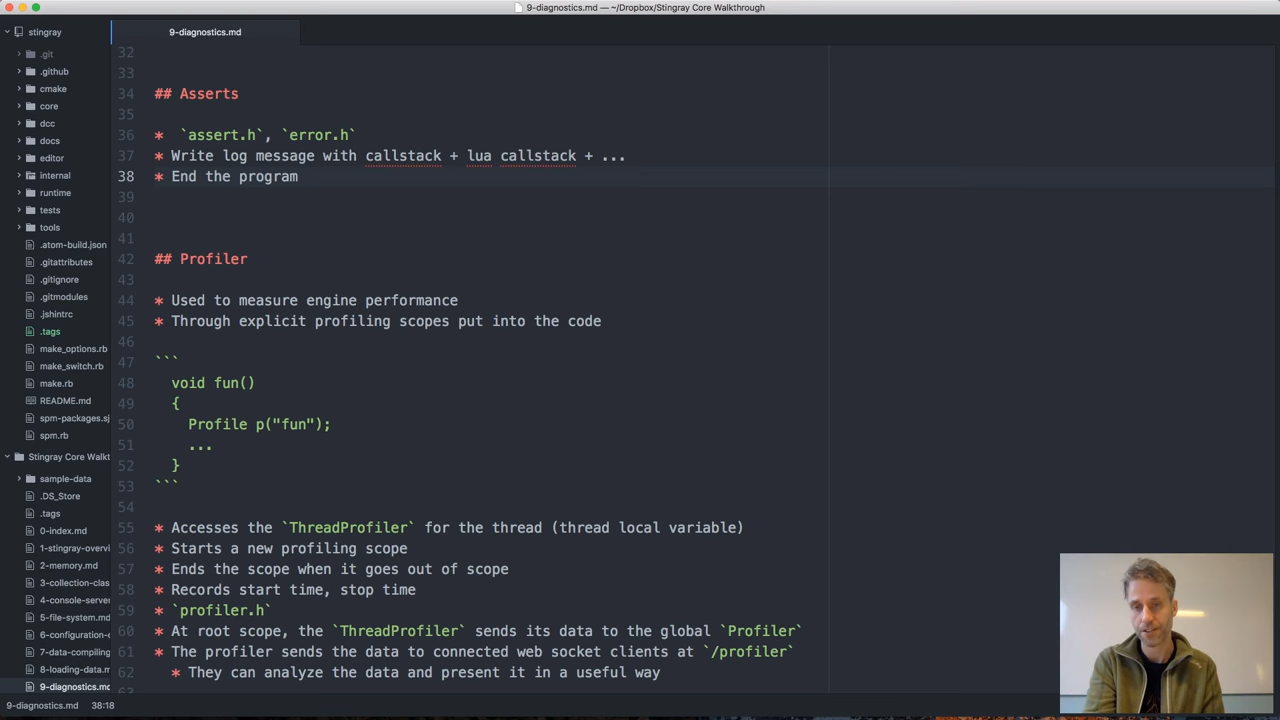 9-diagnostics.md — ~/Dropbox/Stingray Core Walkthrough
stingray
.git
.github
cmake
core
dcc
docs
editor
internal
runtime
tests
tools
.atom-build.json
.gitattributes
.gitignore
.gitmodules
.jshintrc
.tags
make_options.rb
make_switch.rb
make.rb
README.md
spm-packages.sj
spm.rb
Stingray Core Walkt
sample-data
.DS_Store
.tags
0-index.md
1-stingray-overvi
2-memory.md
3-collection-clas
4-console-server
5-file-system.md
6-configuration-c
7-data-compiling
8-loading-data.m
9-diagnostics.md
9-diagnostics.md
32
33
34 ## Asserts
35
36 * `assert.h`, `error.h`
37 * Write log message with callstack + lua callstack + ...
38 * End the program
39
40
41
42 ## Profiler
43
44 * Used to measure engine performance
45 * Through explicit profiling scopes put into the code
46
47 ```
48 void fun()
49 {
50 Profile p("fun");
51 ...
52 }
53 ```
54
55 * Accesses the `ThreadProfiler` for the thread (thread local variable)
56 * Starts a new profiling scope
57 * Ends the scope when it goes out of scope
58 * Records start time, stop time
59 * `profiler.h`
60 * At root scope, the `ThreadProfiler` sends its data to the global `Profiler`
61 * The profiler sends the data to connected web socket clients at `/profiler`
62 * They can analyze the data and present it in a useful way
9-diagnostics.md 38:18